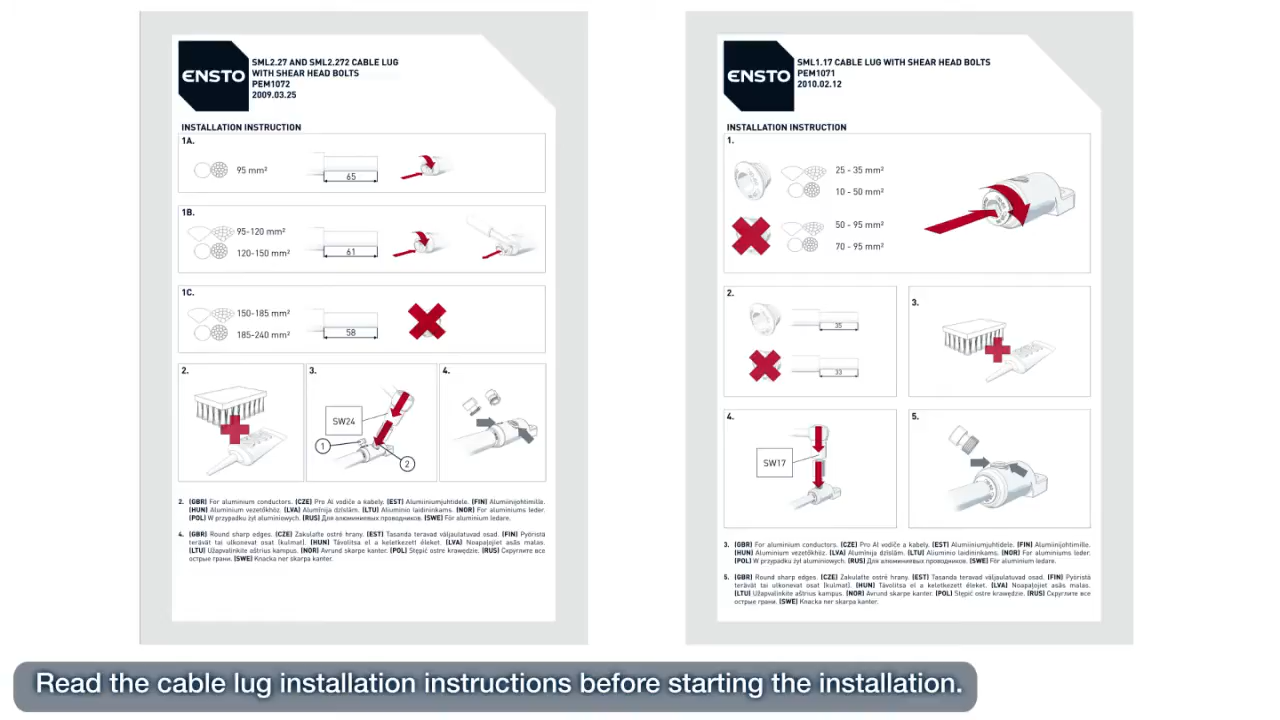 ENSTO
SML2.27 AND SML2.272 CABLE LUG
WITH SHEAR HEAD BOLTS
PEM1072
2009.03.25
INSTALLATION INSTRUCTION
1A.
95 mm²
65
1B.
95-120 mm²
120-150 mm²
61
1C.
150-185 mm²
185-240 mm²
58
2.
3.
SW24
1
2
4.
2. (GBR) For aluminium conductors. (CZE) Pro Al vodiče a kabely. (EST) Alumiiniumjuhtidele. (FIN) Alumiinijohtimille.
(HUN) Aluminium vezetőkhöz. (LVA) Alumīnija dzīslām. (LTU) Aliuminio laidininkams. (NOR) For aluminiums leder.
(POL) W przypadku żył aluminiowych. (RUS) Для алюминиевых проводников. (SWE) För aluminium ledare.
4. (GBR) Round sharp edges. (CZE) Zakulaťte ostré hrany. (EST) Tasanda teravad väljaulatuvad osad. (FIN) Pyöristä
terävät tai ulkonevat osat (kulmat). (HUN) Távolítsa el a keletkezett éleket. (LVA) Noapaļojiet asās malas.
(LTU) Užapvalinkite aštrius kampus. (NOR) Avrund skarpe kanter. (POL) Stępić ostre krawędzie. (RUS) Скруглите все
острые грани. (SWE) Knacka ner skarpa kanter.
ENSTO
SML1.17 CABLE LUG WITH SHEAR HEAD BOLTS
PEM1071
2010.02.12
INSTALLATION INSTRUCTION
1.
25 - 35 mm²
10 - 50 mm²
50 - 95 mm²
70 - 95 mm²
2.
35
33
3.
4.
SW17
5.
3. (GBR) For aluminium conductors. (CZE) Pro Al vodiče a kabely. (EST) Alumiiniumjuhtidele. (FIN) Alumiinijohtimille.
(HUN) Aluminium vezetőkhöz. (LVA) Alumīnija dzīslām. (LTU) Aliuminio laidininkams. (NOR) For aluminiums leder.
(POL) W przypadku żył aluminiowych. (RUS) Для алюминиевых проводников. (SWE) För aluminium ledare.
5. (GBR) Round sharp edges. (CZE) Zakulaťte ostré hrany. (EST) Tasanda teravad väljaulatuvad osad. (FIN) Pyöristä
terävät tai ulkonevat osat (kulmat). (HUN) Távolítsa el a keletkezett éleket. (LVA) Noapaļojiet asās malas.
(LTU) Užapvalinkite aštrius kampus. (NOR) Avrund skarpe kanter. (POL) Stępić ostre krawędzie. (RUS) Скруглите все
острые грани. (SWE) Knacka ner skarpa kanter.
Read the cable lug installation instructions before starting the installation.